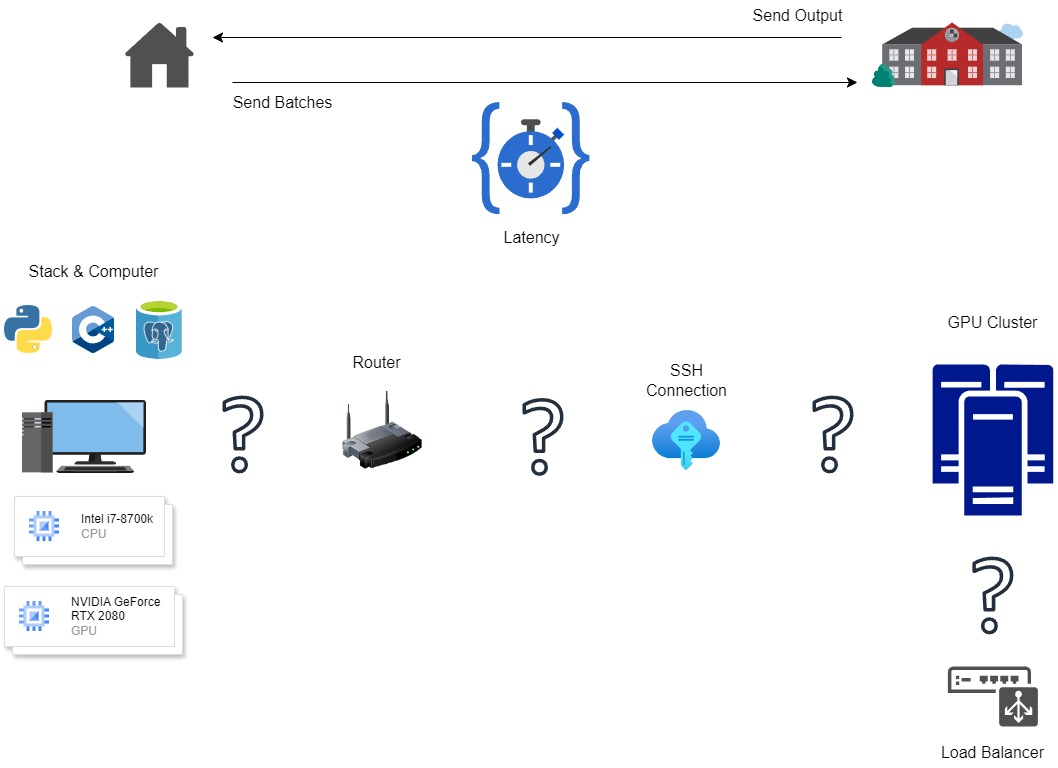 Send Output
Send Batches
Latency
Stack & Computer
C++
GPU Cluster
Router
SSH
Connection
? ? ?
Intel i7-8700k
CPU
?
NVIDIA GeForce
RTX 2080
GPU
Load Balancer